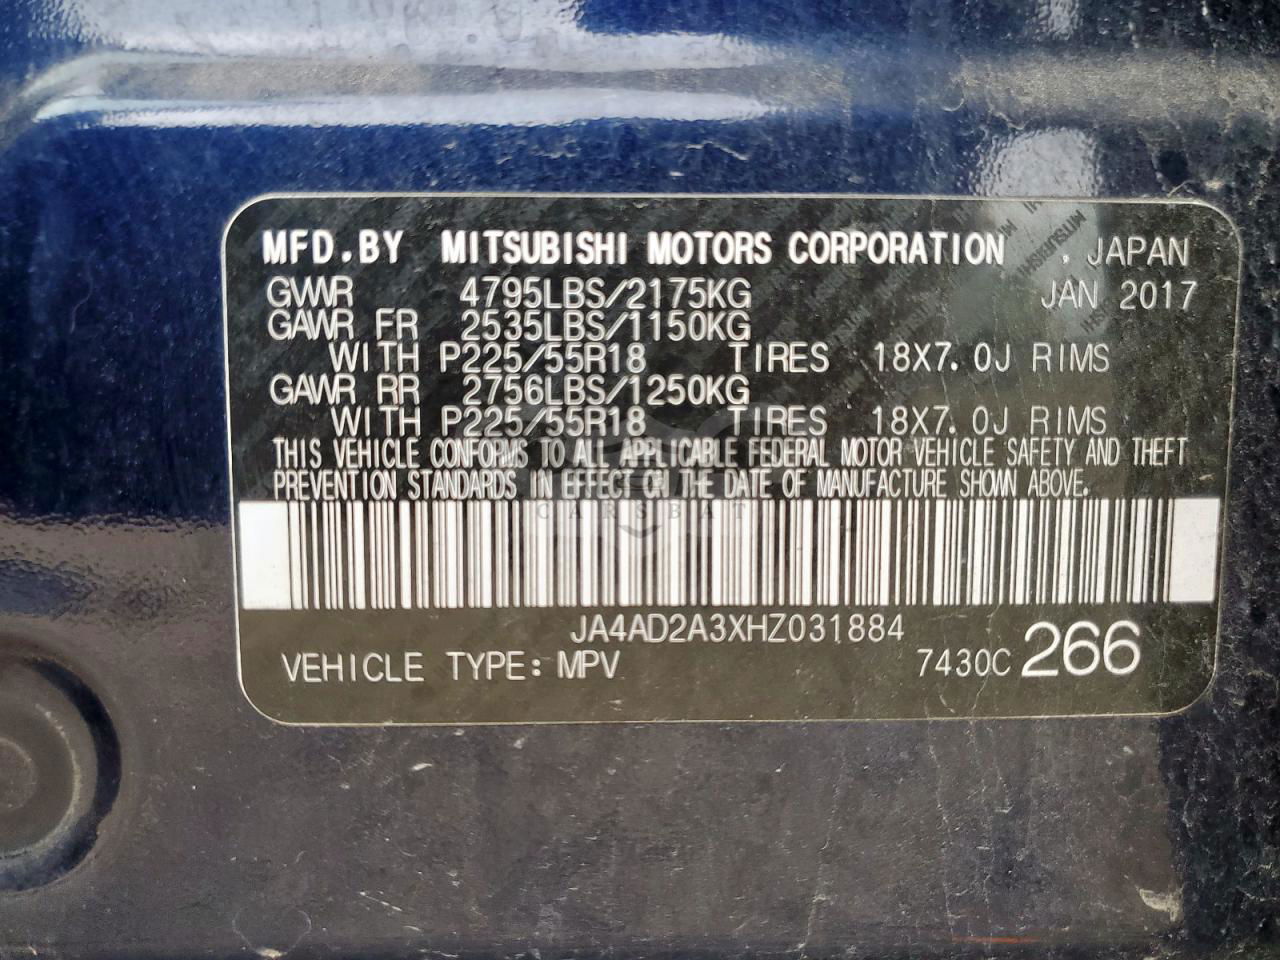 MFD.BY MITSUBISHI MOTORS CORPORATION . JAPAN
GVWR 4795LBS/2175KG JAN 2017
GAWR FR 2535LBS/1150KG
WITH P225/55R18 TIRES 18X7.0J RIMS
GAWR RR 2756LBS/1250KG
WITH P225/55R18 TIRES 18X7.0J RIMS
THIS VEHICLE CONFORMS TO ALL APPLICABLE FEDERAL MOTOR VEHICLE SAFETY AND THEFT
PREVENTION STANDARDS IN EFFECT ON THE DATE OF MANUFACTURE SHOWN ABOVE.
CARSBAT
JA4AD2A3XHZ031884
VEHICLE TYPE: MPV 7430C 266
MITSUBISHI